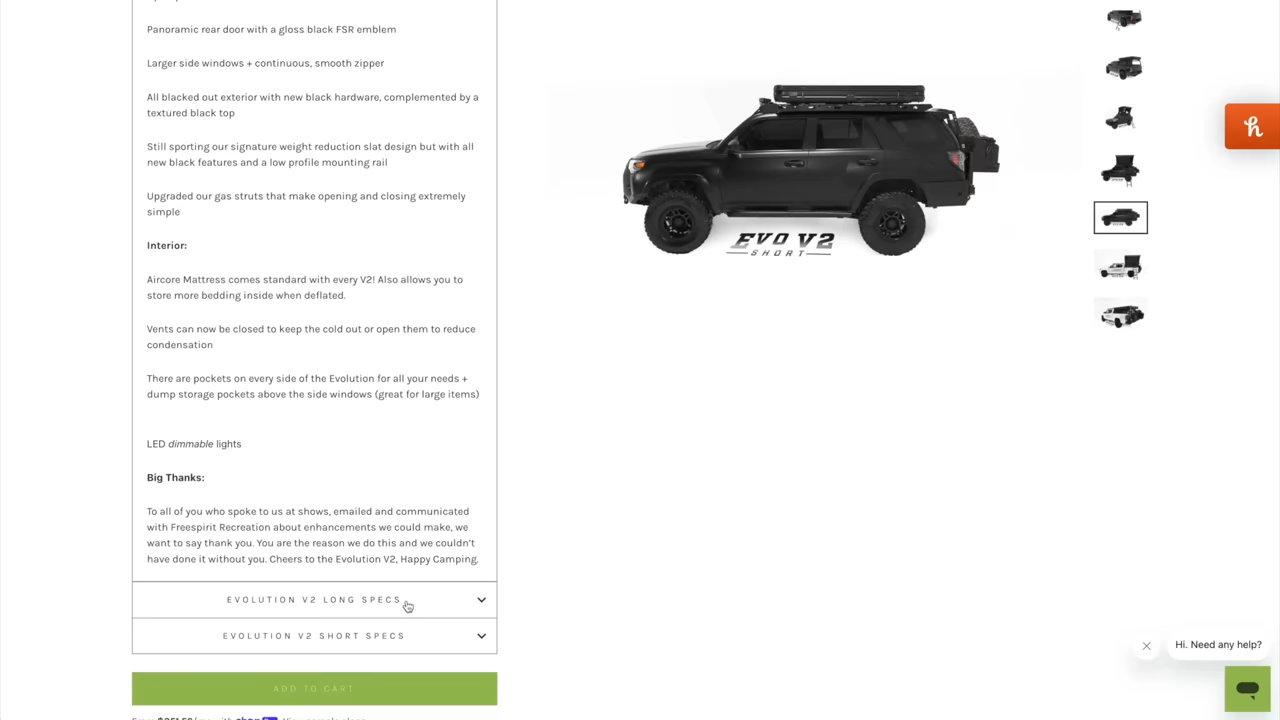 Panoramic rear door with a gloss black FSR emblem
Larger side windows + continuous, smooth zipper
All blacked out exterior with new black hardware, complemented by a
textured black top
Still sporting our signature weight reduction slat design but with all
new black features and a low profile mounting rail
Upgraded our gas struts that make opening and closing extremely
simple
Interior:
Aircore Mattress comes standard with every V2! Also allows you to
store more bedding inside when deflated.
Vents can now be closed to keep the cold out or open them to reduce
condensation
There are pockets on every side of the Evolution for all your needs +
dump storage pockets above the side windows (great for large items)
LED dimmable lights
Big Thanks:
To all of you who spoke to us at shows, emailed and communicated
with Freespirit Recreation about enhancements we could make, we
want to say thank you. You are the reason we do this and we couldn't
have done it without you. Cheers to the Evolution V2, Happy Camping.
EVOLUTION V2 LONG SPECS
EVOLUTION V2 SHORT SPECS
ADD TO CART
EVO V2
SHORT
h
Hi. Need any help?